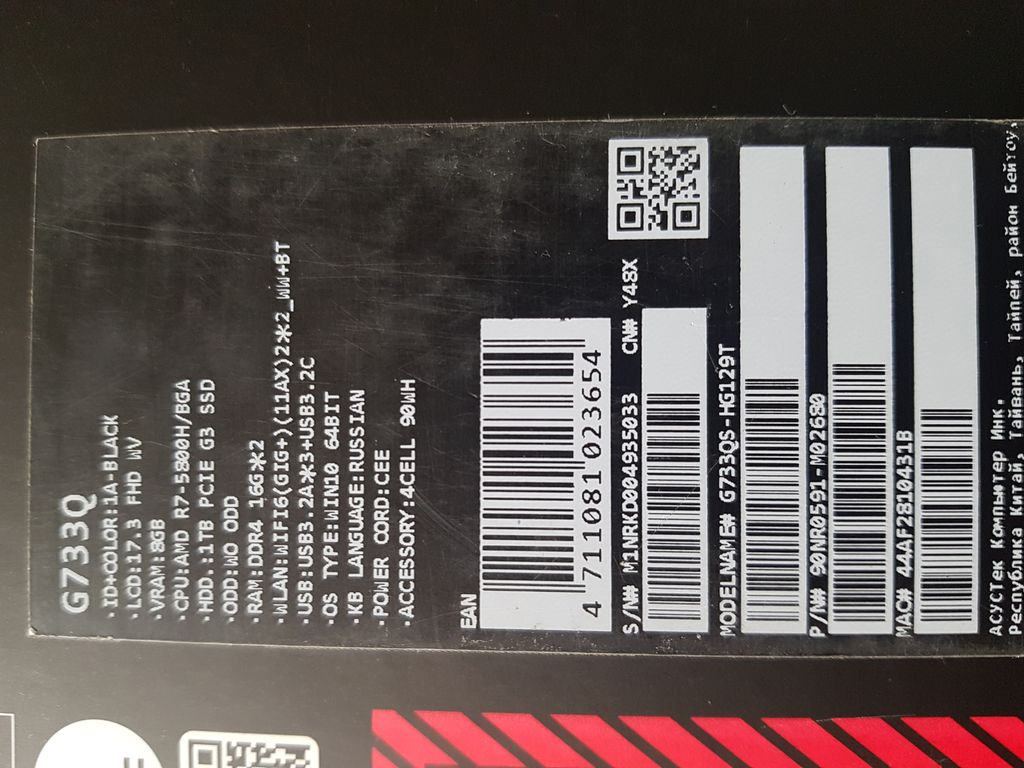 G733Q
·ID+COLOR:1A-BLACK
·LCD:17.3 FHD WV
·VRAM:8GB
·CPU:AMD R7-5800H/BGA
·HDD.:1TB PCIE G3 SSD
·ODD:WO ODD
·RAM:DDR4 16G*2
·WLAN:WIFI6(GIG+)(11AX)2*2_WW+BT
·USB:USB3.2A*3+USB3.2C
·OS TYPE:WIN10 64BIT
·KB LANGUAGE:RUSSIAN
·POWER CORD:CEE
·ACCESSORY:4CELL 90WH
EAN
4 711081 023654
S/N# M1NRKD004935033 CN# Y48X
MODELNAME# G733QS-HG129T
P/N# 90NR0591-M02680
MAC# 44AF2810431B
АСУСТек Компьютер Инк.
Республика Китай, Тайвань, Тайпей, район Бейтоу,